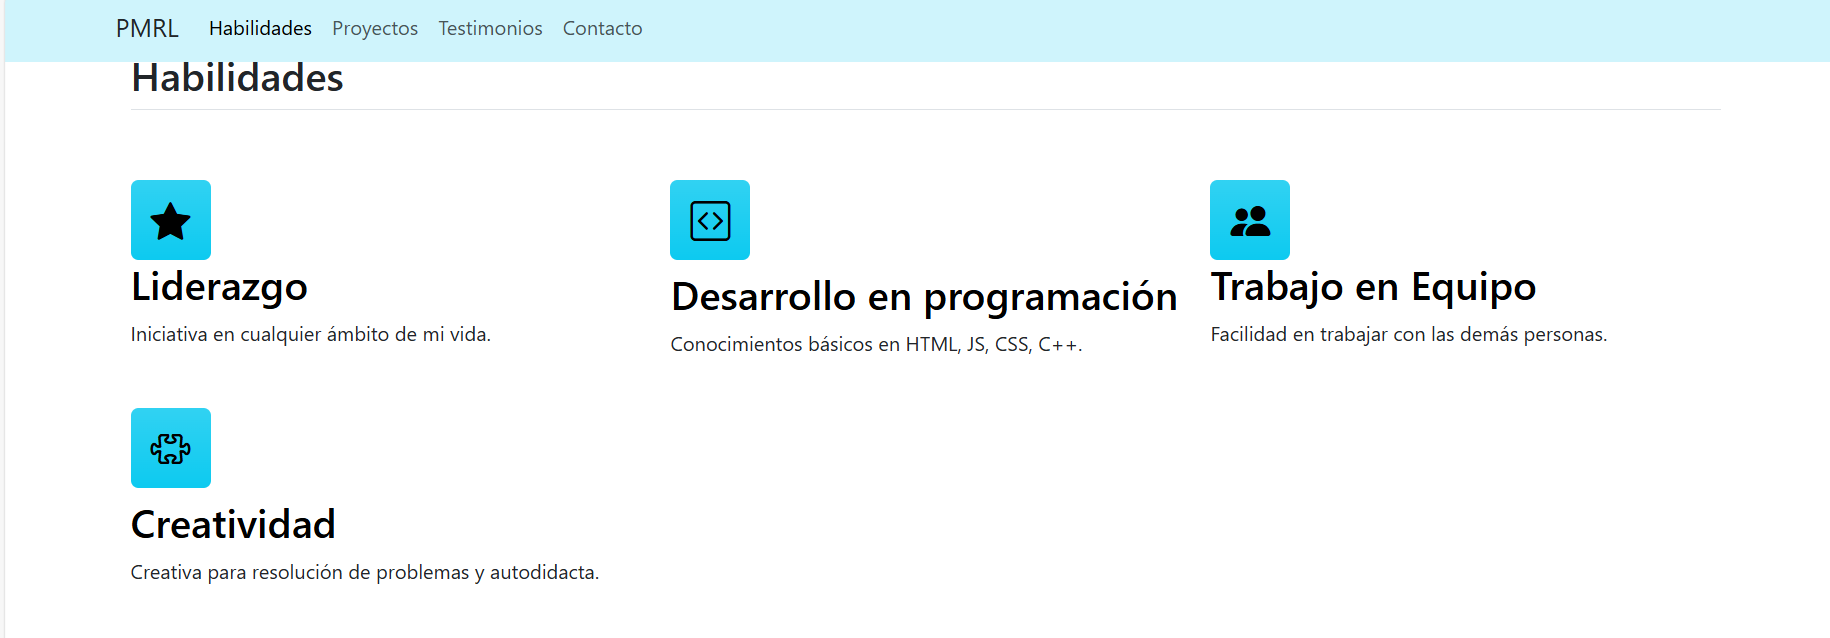 PMRL Habilidades Proyectos Testimonios Contacto
Habilidades
Liderazgo
Iniciativa en cualquier ámbito de mi vida.
Desarrollo en programación
Conocimientos básicos en HTML, JS, CSS, C++.
Trabajo en Equipo
Facilidad en trabajar con las demás personas.
Creatividad
Creativa para resolución de problemas y autodidacta.